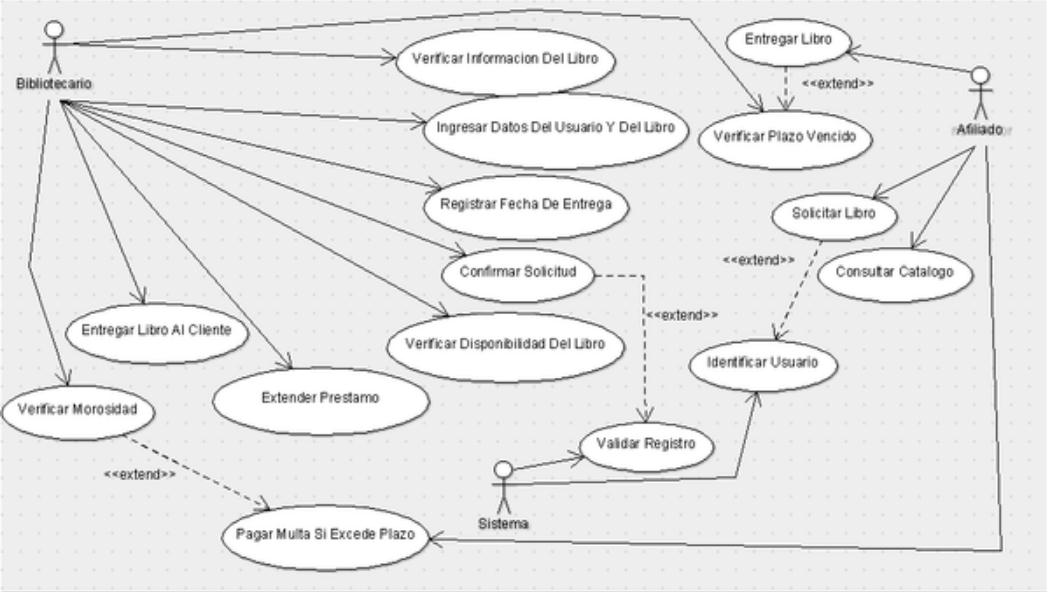 Entregar Libro
Verificar Informacion Del Libro
Bibliotecario
<<extend>>
Ingresar Datos Del Usuario Y Del Libro
Verificar Plazo Vencido
Afiliado
Registrar Fecha De Entrega
Solicitar Libro
<<extend>>
Confirmar Solicitud
Consultar Catalogo
<<extend>>
Entregar Libro Al Cliente
Verificar Disponibilidad Del Libro
Identificar Usuario
Extender Prestamo
Verificar Morosidad
Validar Registro
<<extend>>
Sistema
Pagar Multa Si Excede Plazo